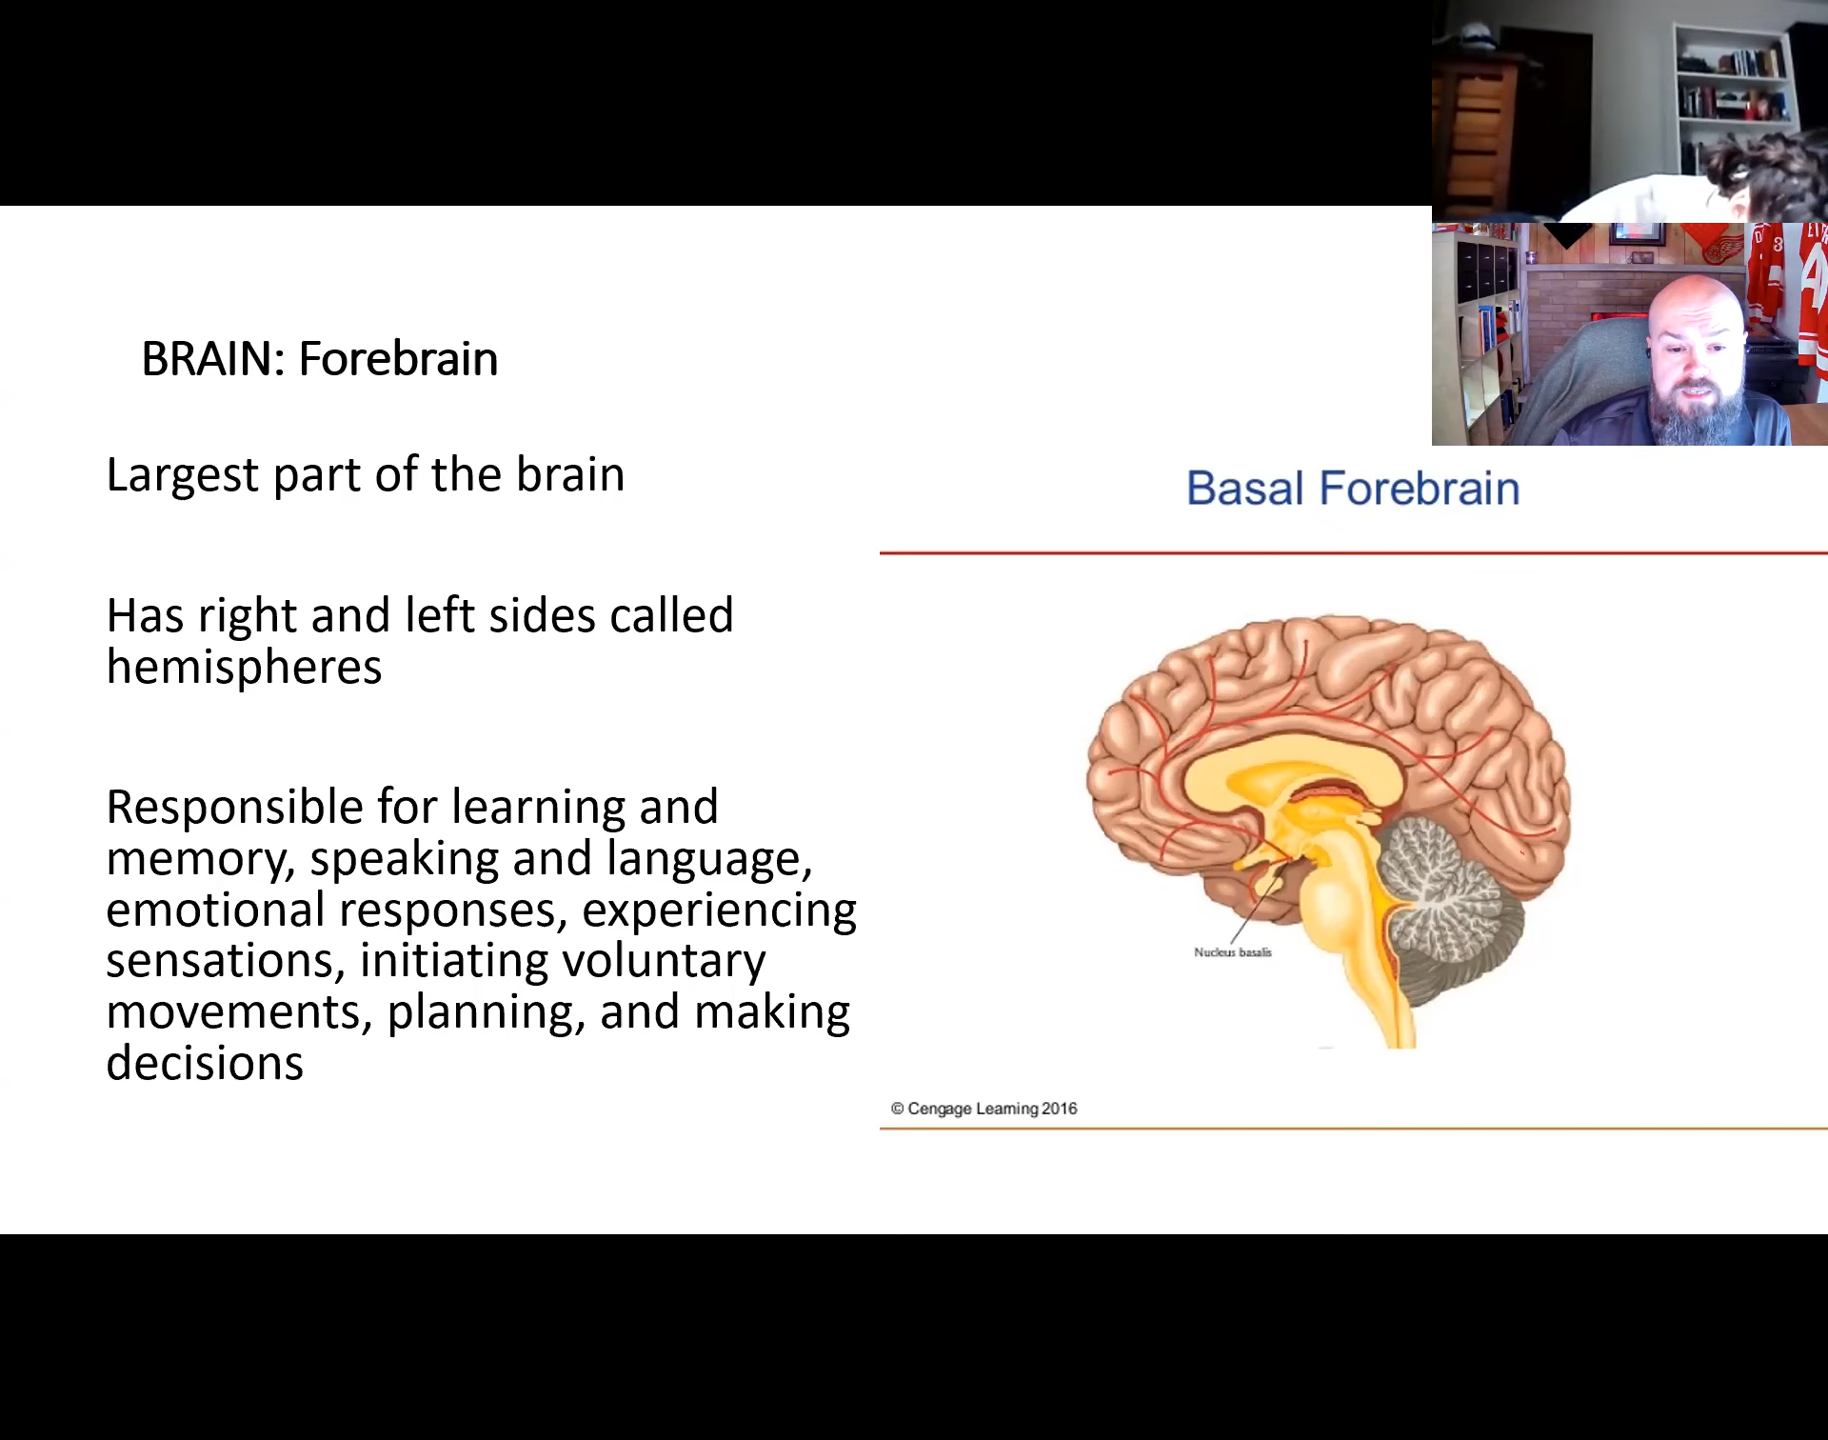 BRAIN: Forebrain
Largest part of the brain
Has right and left sides called
hemispheres
Responsible for learning and
memory, speaking and language,
emotional responses, experiencing
sensations, initiating voluntary
movements, planning, and making
decisions
Basal Forebrain
Nucleus basalis
© Cengage Learning 2016